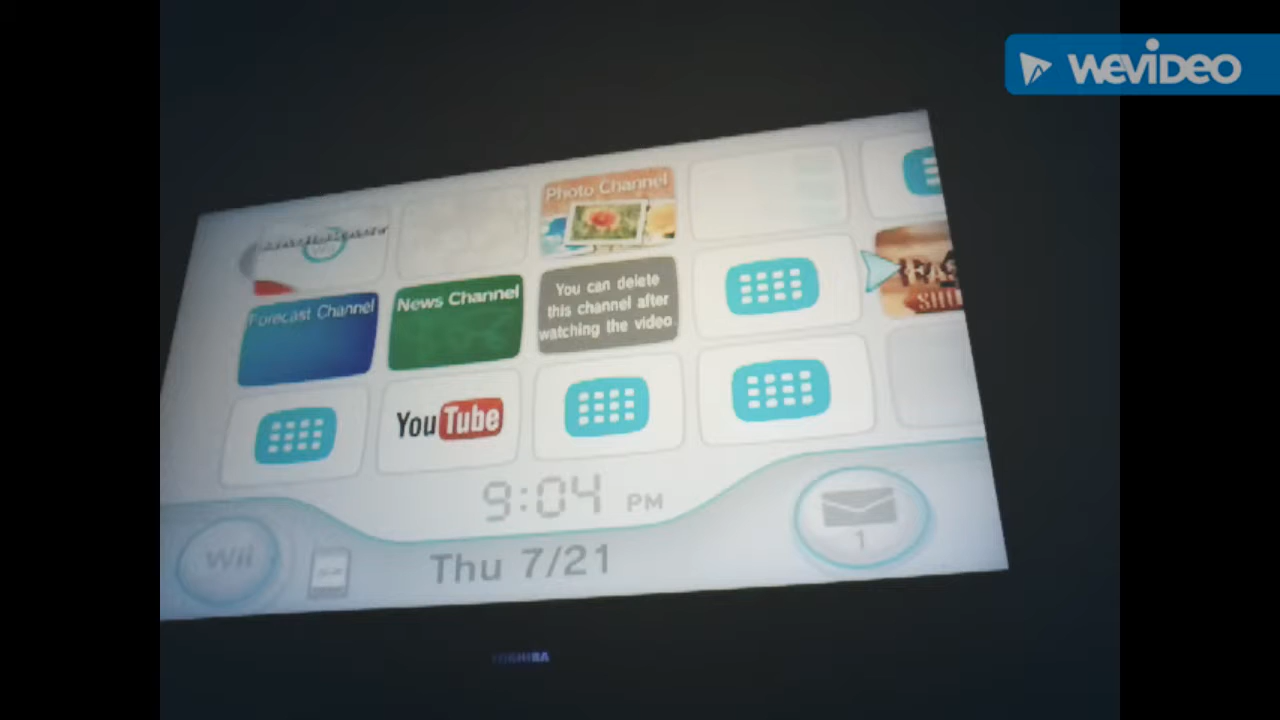 WEVIDEO
Photo Channel
Forecast Channel
News Channel
You can delete
this channel after
watching the video
YouTube
9:04 PM
Wii
Thu 7/21
1
TOSHIBA